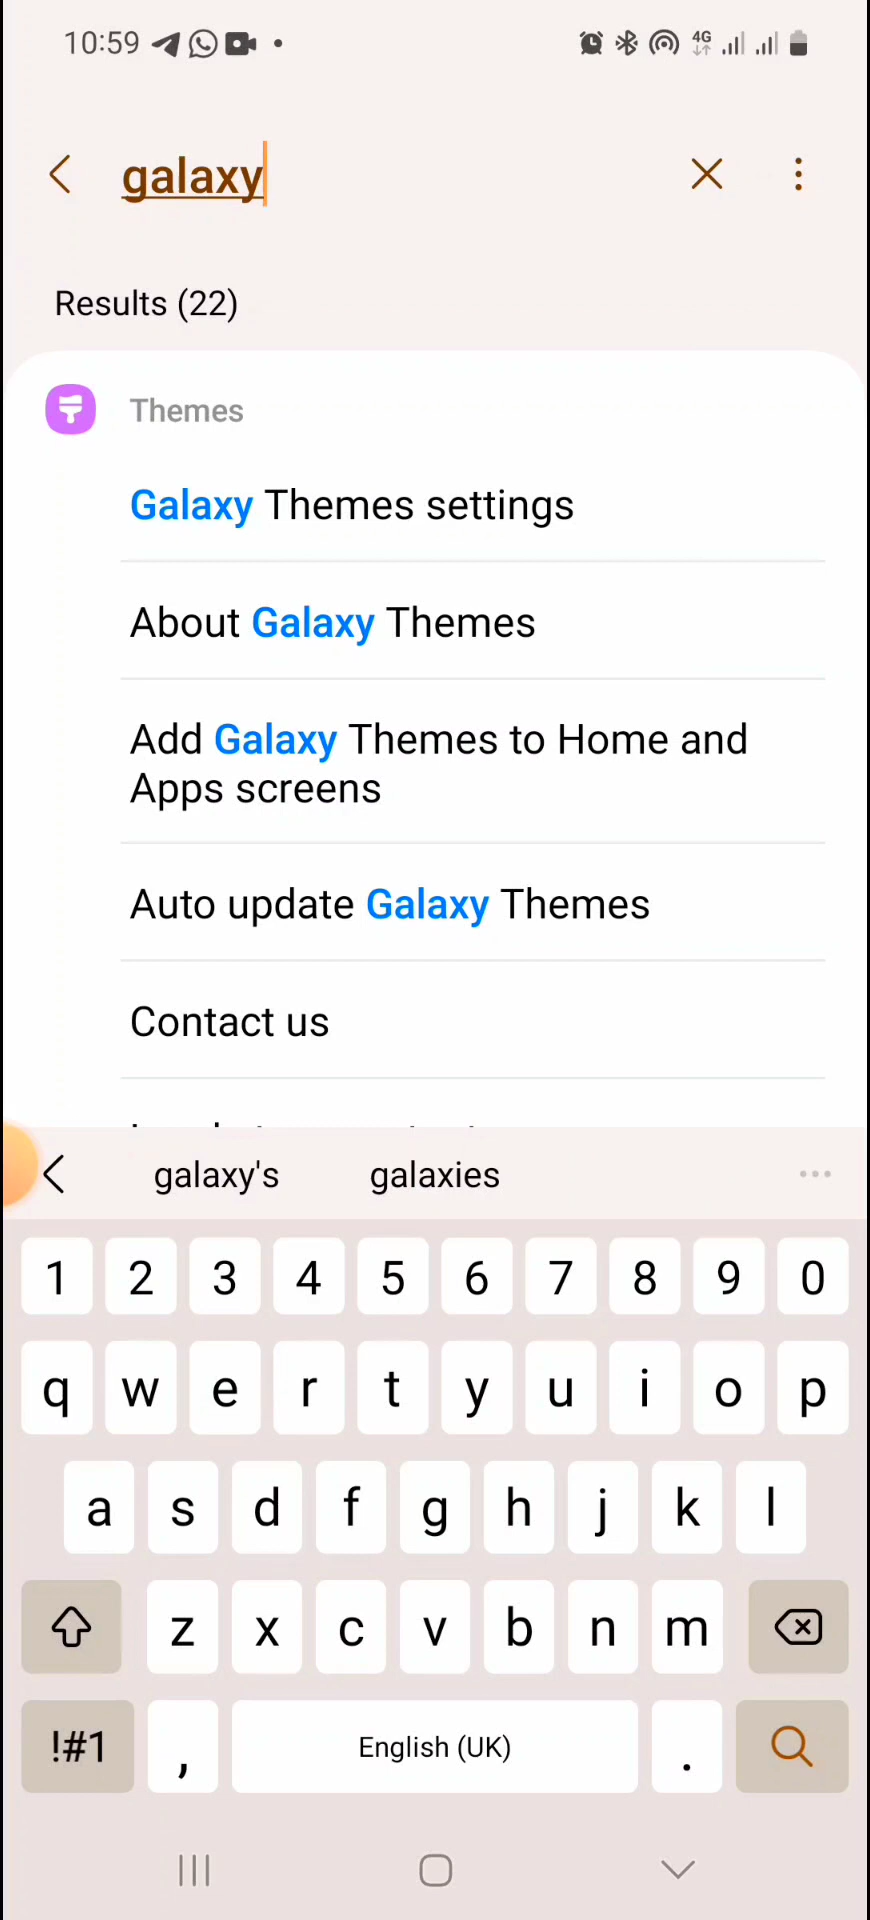 10:59
4G
galaxy
Results (22)
Themes
Galaxy Themes settings
About Galaxy Themes
Add Galaxy Themes to Home and
Apps screens
Auto update Galaxy Themes
Contact us
galaxy's galaxies
1 2 3 4 5 6 7 8 9 0
q w e r t y u i o p
a s d f g h j k l
z x c v b n m
!#1 , English (UK) .